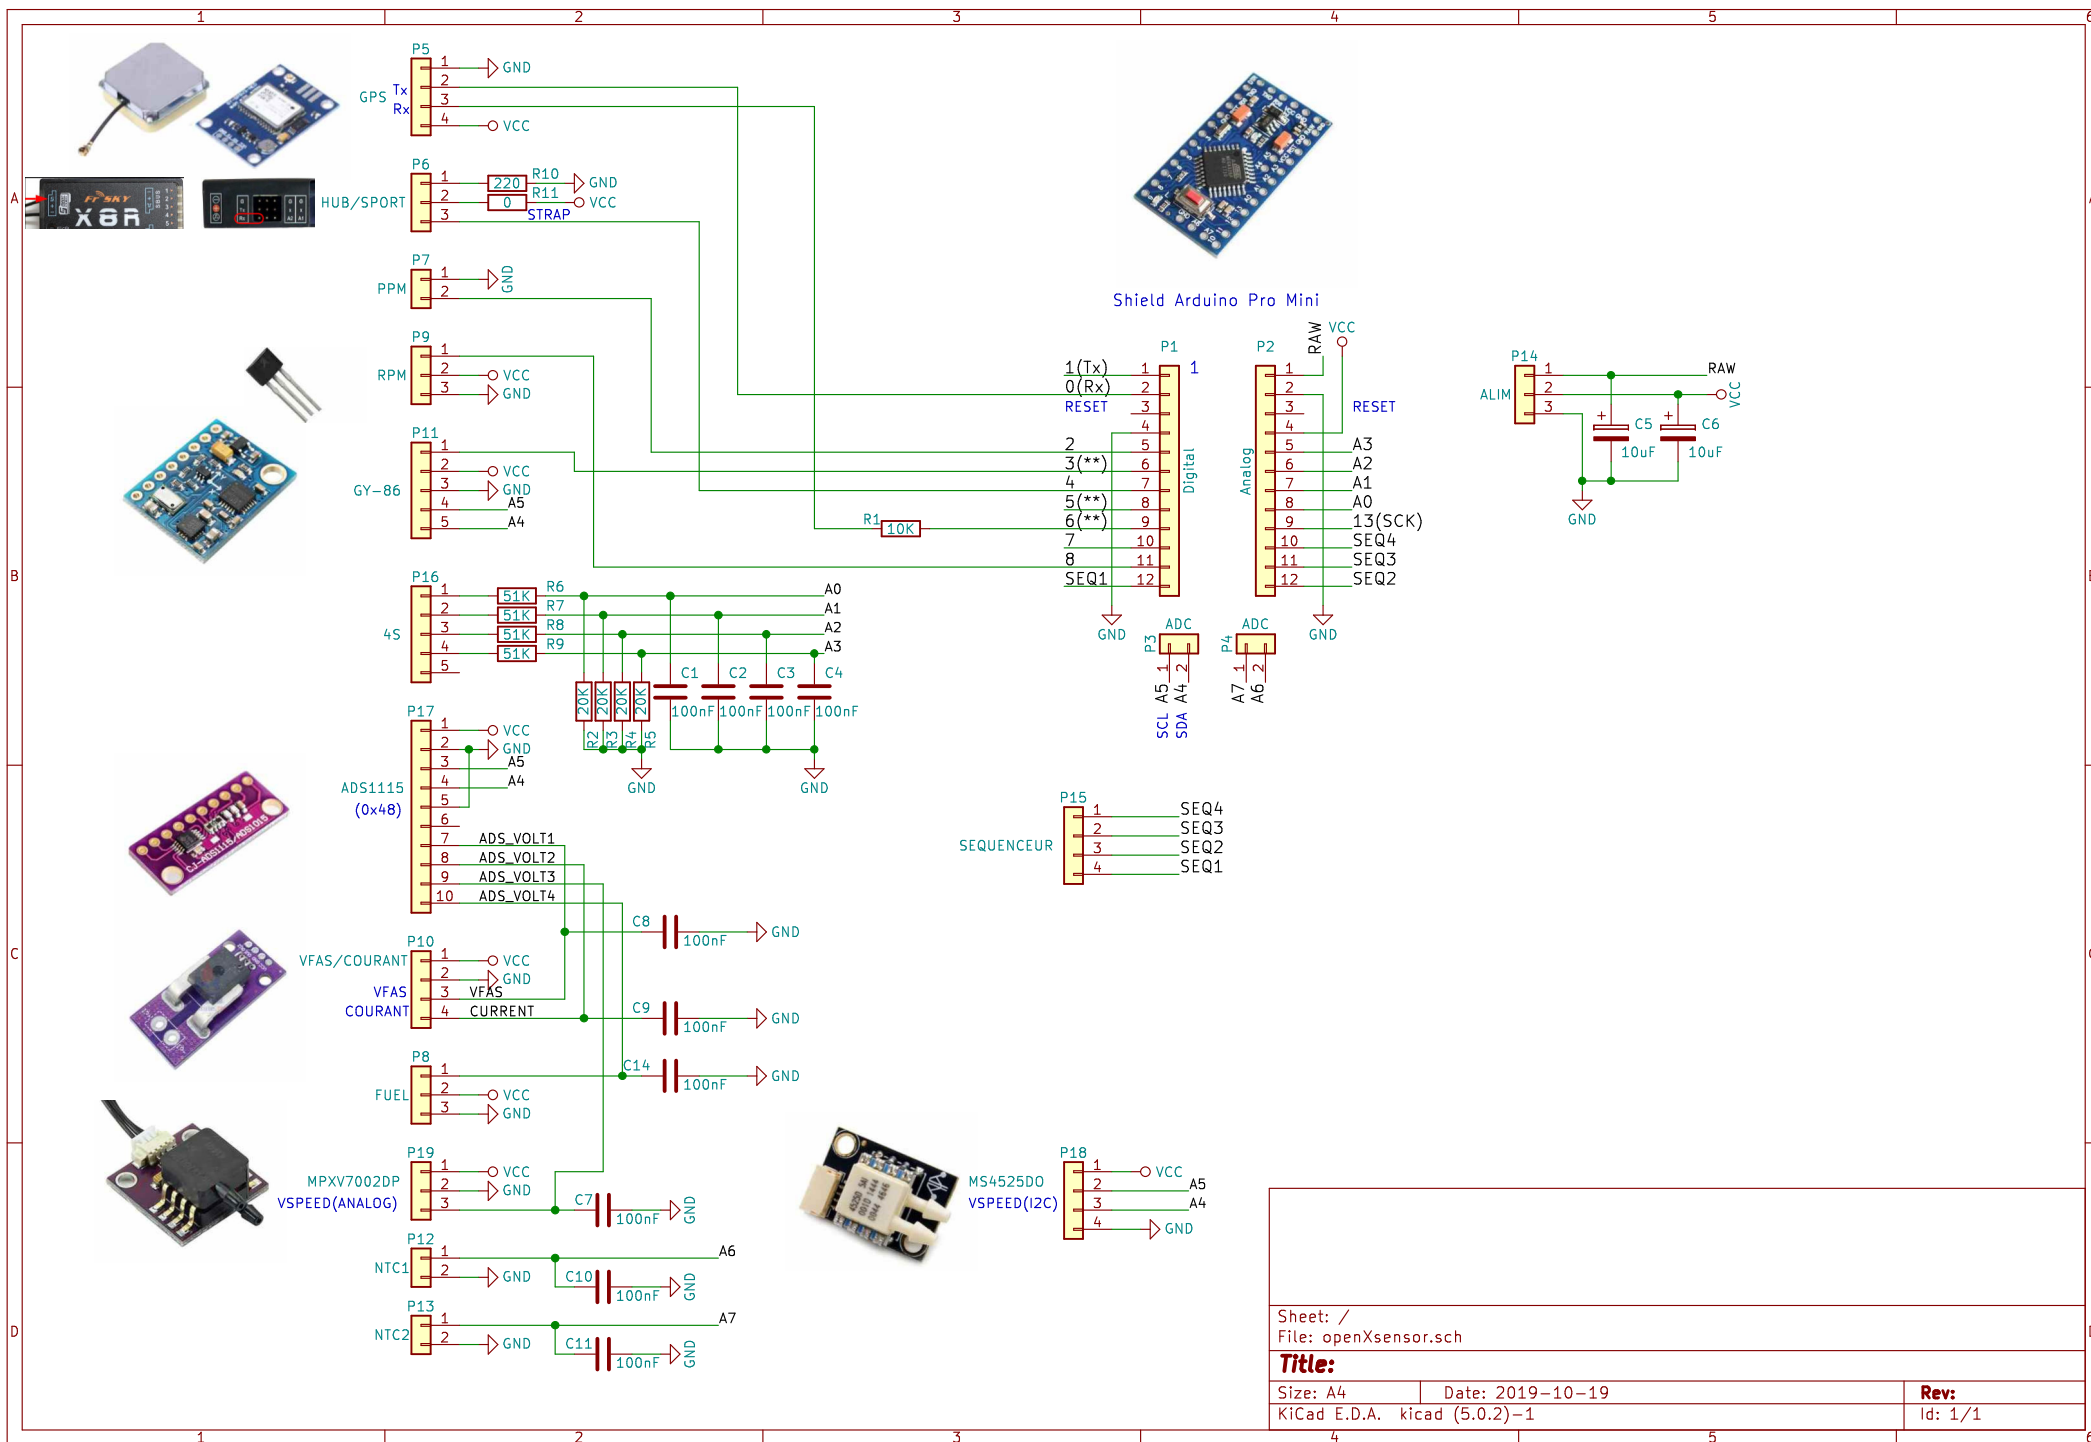 1 2 3 4 5 6
A
B
C
D
P5
GPS
Tx
Rx
1 GND
2
3
4 VCC
P6
HUB/SPORT
1 220 R10 GND
2 0 R11 VCC
STRAP
3
FrSKY
X8R
P7
PPM
1 GND
2
P9
RPM
1
2 VCC
3 GND
P11
GY-86
1
2 VCC
3 GND
4 A5
5 A4
P16
4S
1 51K R6 A0
2 51K R7 A1
3 51K R8 A2
4 51K R9 A3
5
20K 20K 20K 20K
R2 R3 R4 R5
GND
C1 C2 C3 C4
100nF 100nF 100nF 100nF
GND
P17
ADS1115
(0x48)
1 VCC
2 GND
3 A5
4 A4
5
6
7 ADS_VOLT1
8 ADS_VOLT2
9 ADS_VOLT3
10 ADS_VOLT4
CJ-ADS1115/ADS1015
C8 100nF GND
P10
VFAS/COURANT
VFAS
COURANT
1 VCC
2 GND
3 VFAS
4 CURRENT
C9 100nF GND
P8
FUEL
1
2 VCC
3 GND
C14 100nF GND
P19
MPXV7002DP
VSPEED(ANALOG)
1 VCC
2 GND
3
C7 100nF GND
P12
NTC1
1 A6
2 GND
C10 100nF GND
P13
NTC2
1 A7
2 GND
C11 100nF GND
Shield Arduino Pro Mini
P1
1
Digital
1(Tx) 1
0(Rx) 2
RESET 3
4
2 5
3(**) 6
4 7
5(**) 8
6(**) 9
7 10
8 11
SEQ1 12
R1 10K
GND
P2
Analog
RAW VCC
1
2
3 RESET
4
5 A3
6 A2
7 A1
8 A0
9 13(SCK)
10 SEQ4
11 SEQ3
12 SEQ2
GND
ADC
P3
1 2
A5 A4
SCL SDA
ADC
P4
1 2
A7 A6
P14
ALIM
1 RAW
2 VCC
3
+ C5 10uF
+ C6 10uF
GND
P15
SEQUENCEUR
1 SEQ4
2 SEQ3
3 SEQ2
4 SEQ1
P18
MS4525DO
VSPEED(I2C)
1 VCC
2 A5
3 A4
4 GND
Sheet: /
File: openXsensor.sch
Title:
Size: A4 Date: 2019-10-19 Rev:
KiCad E.D.A. kicad (5.0.2)-1 Id: 1/1
1 2 3 4 5 6